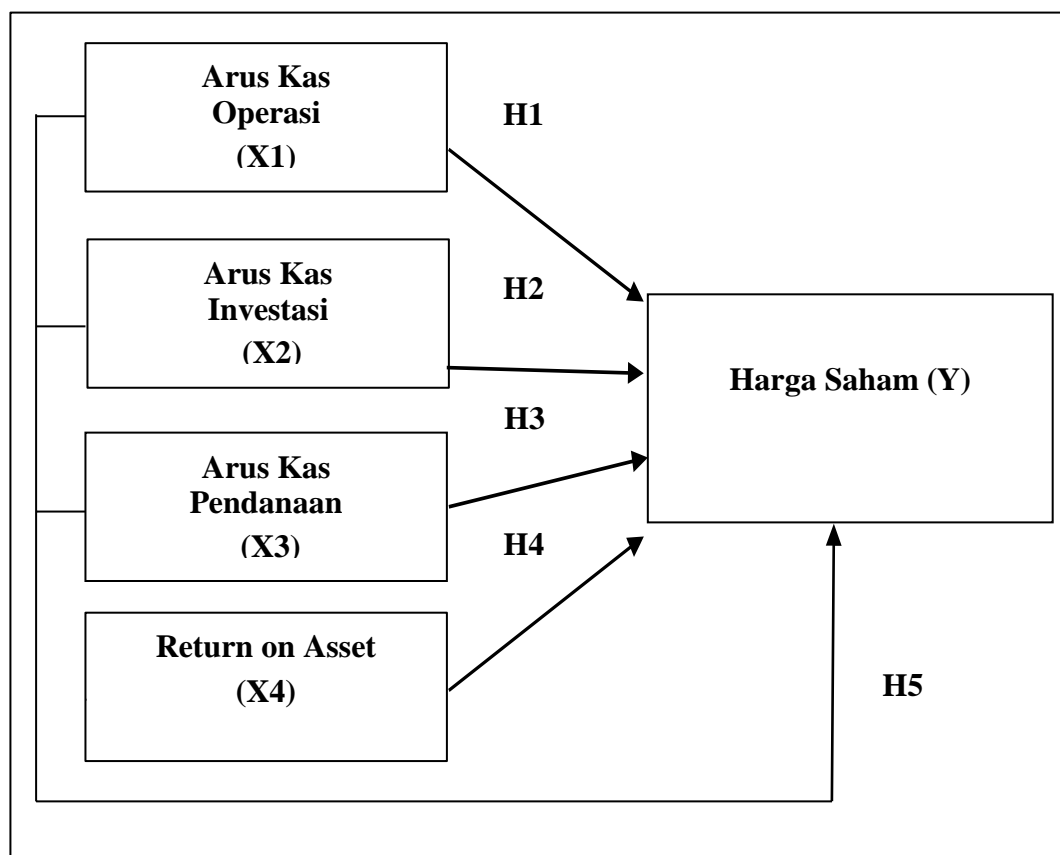 Arus Kas
Operasi
(X1)
H1
Arus Kas
Investasi
(X2)
H2
Harga Saham (Y)
H3
Arus Kas
Pendanaan
(X3)
H4
Return on Asset
(X4)
H5